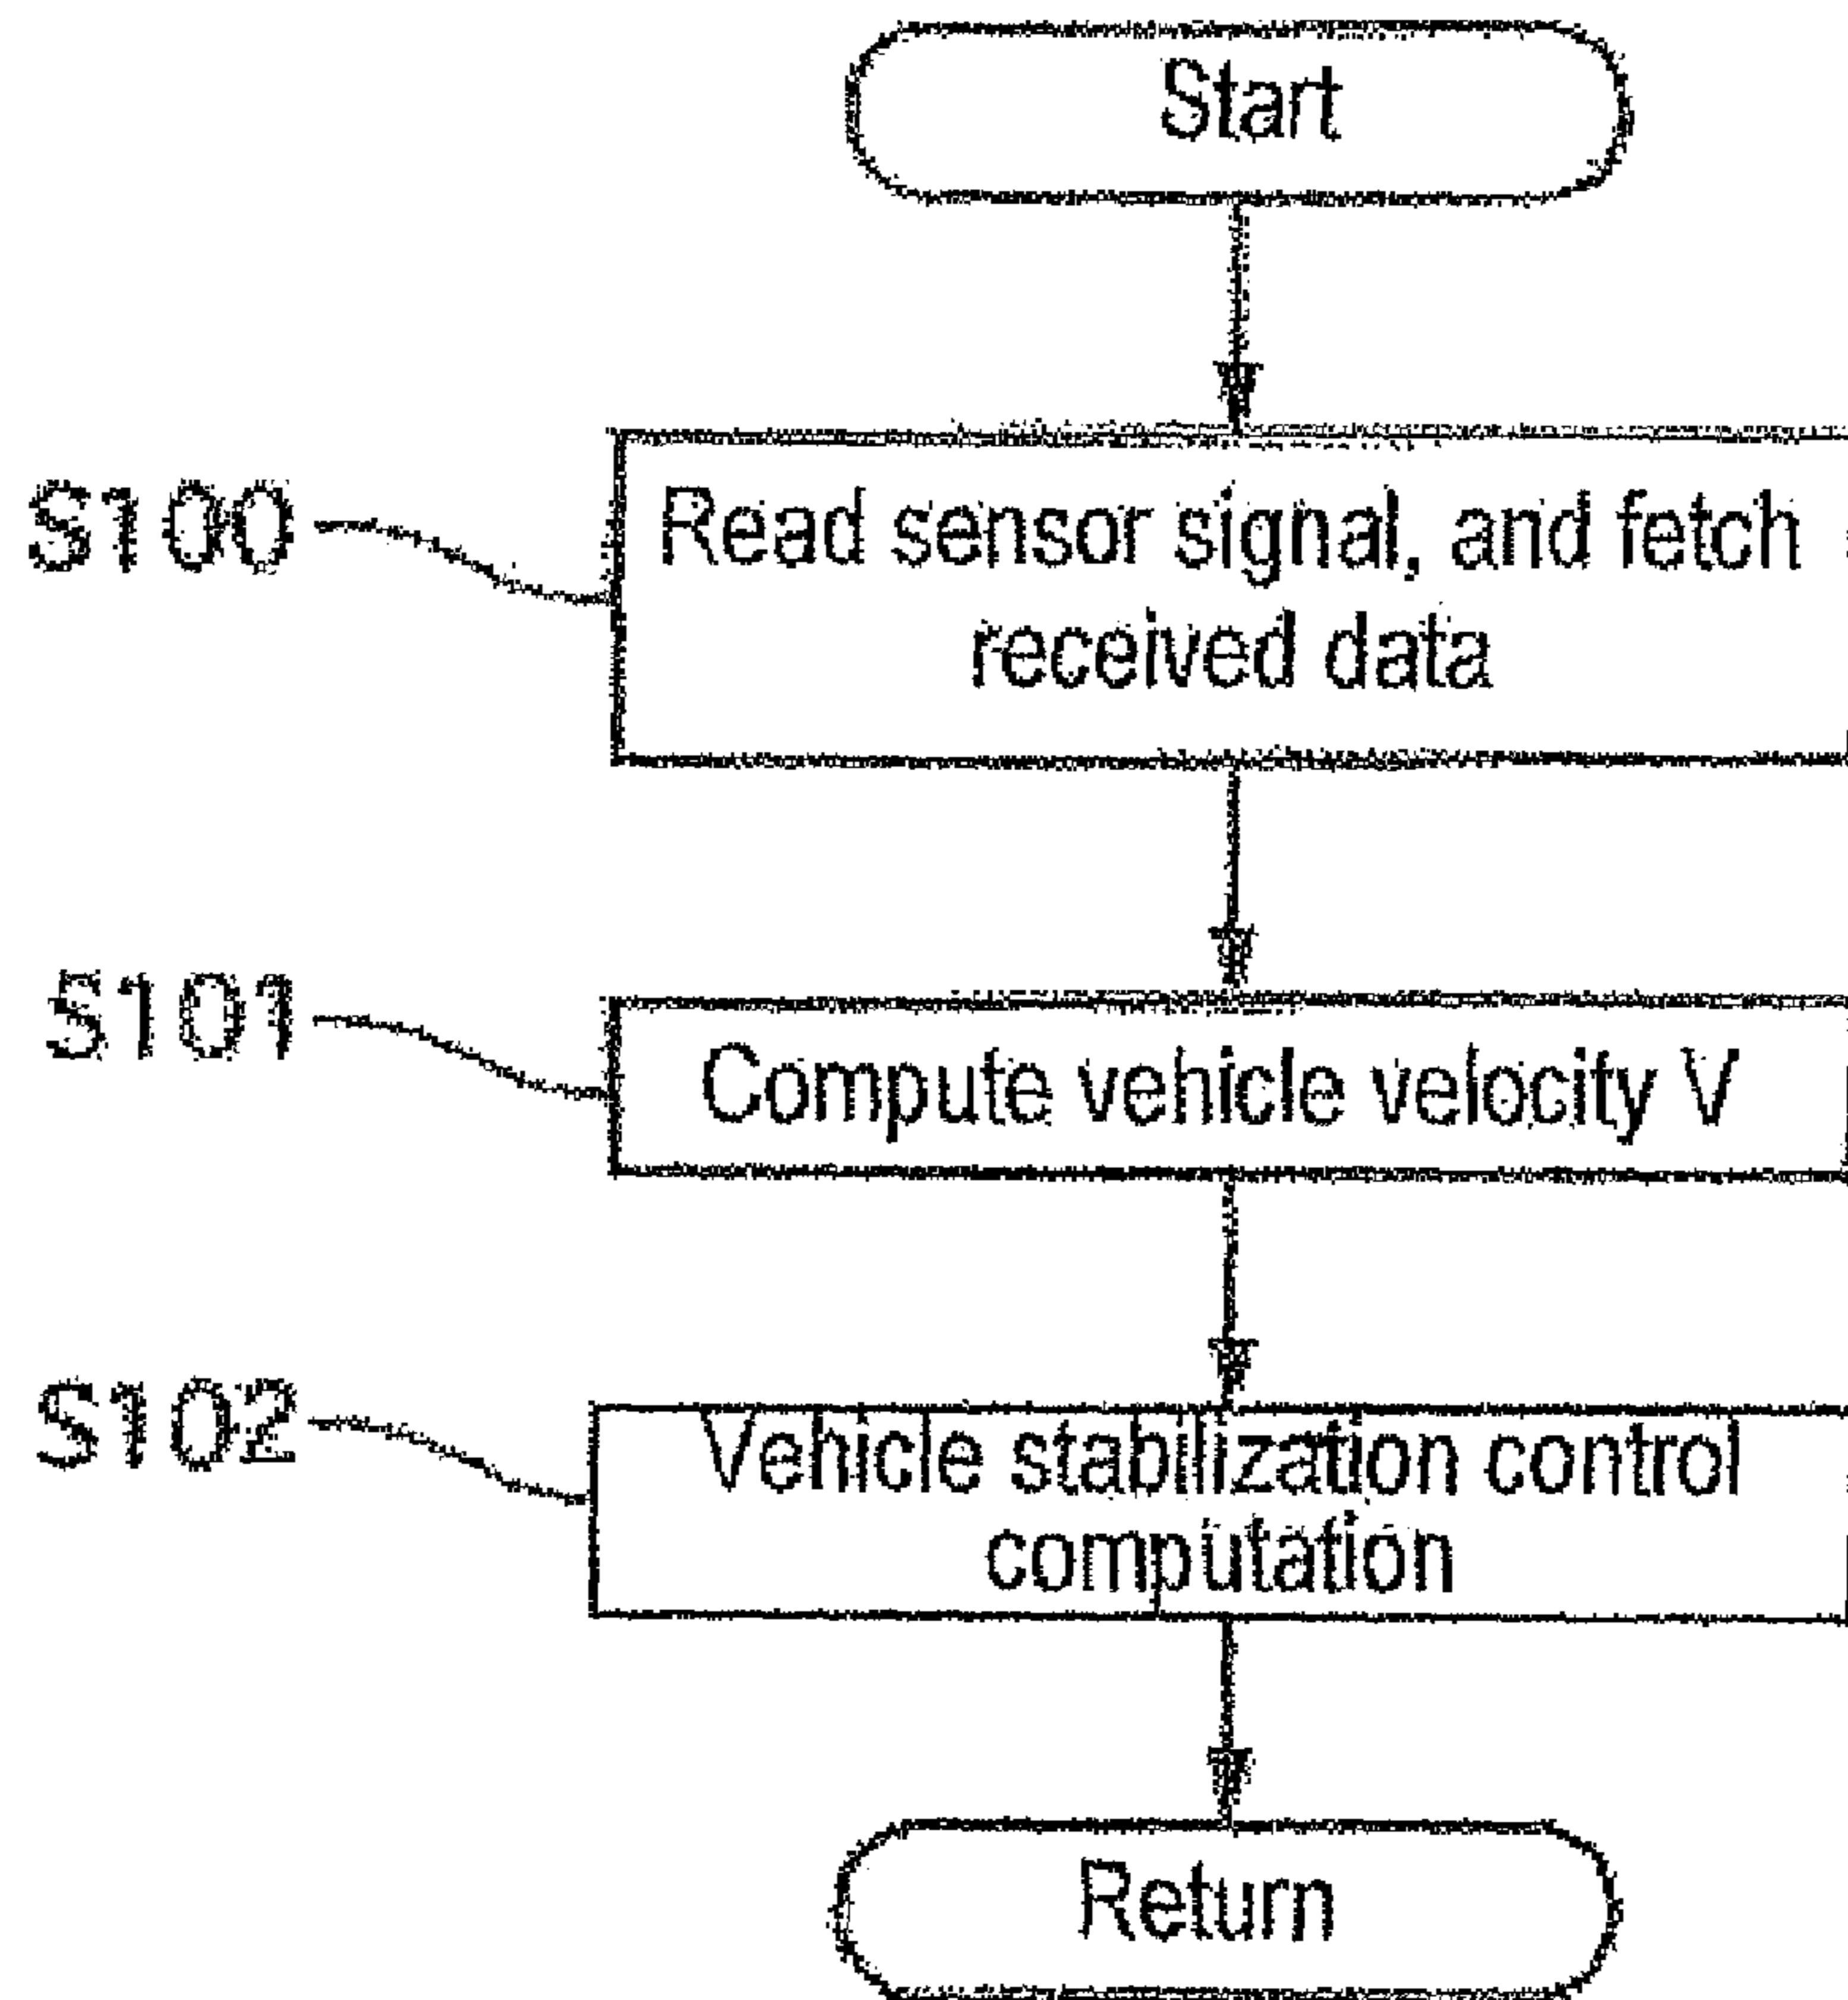 Start
S100
Read sensor signal, and fetch
received data
S101
Compute vehicle velocity V
S102
Vehicle stabilization control
computation
Return